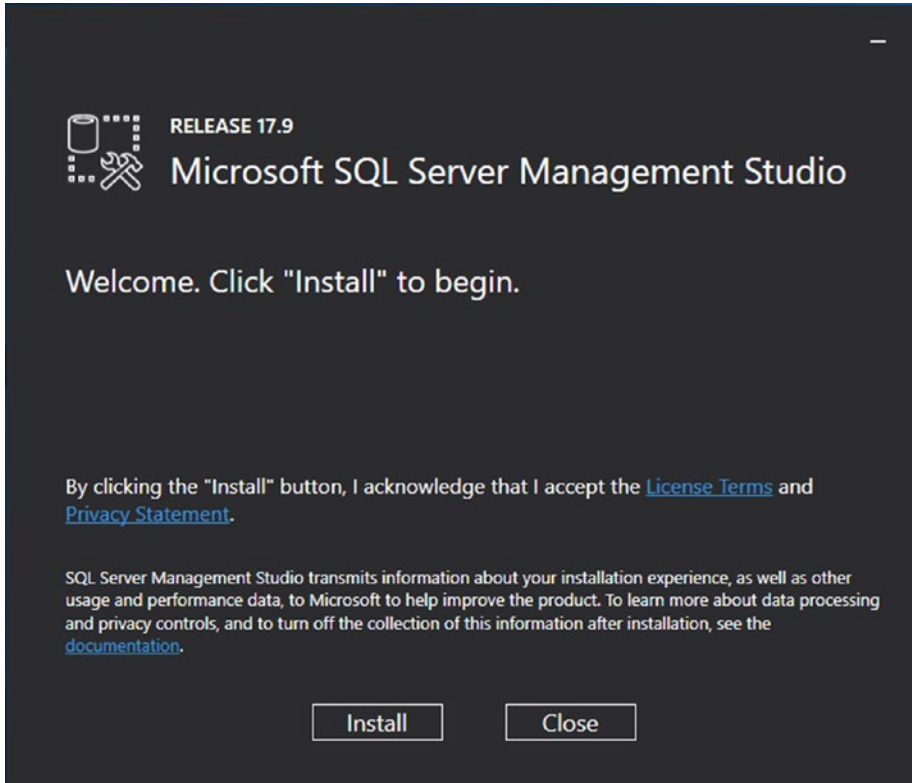 RELEASE 17.9
Microsoft SQL Server Management Studio
Welcome. Click "Install" to begin.
By clicking the "Install" button, I acknowledge that I accept the License Terms and
Privacy Statement.
SQL Server Management Studio transmits information about your installation experience, as well as other
usage and performance data, to Microsoft to help improve the product. To learn more about data processing
and privacy controls, and to turn off the collection of this information after installation, see the
documentation.
Install
Close